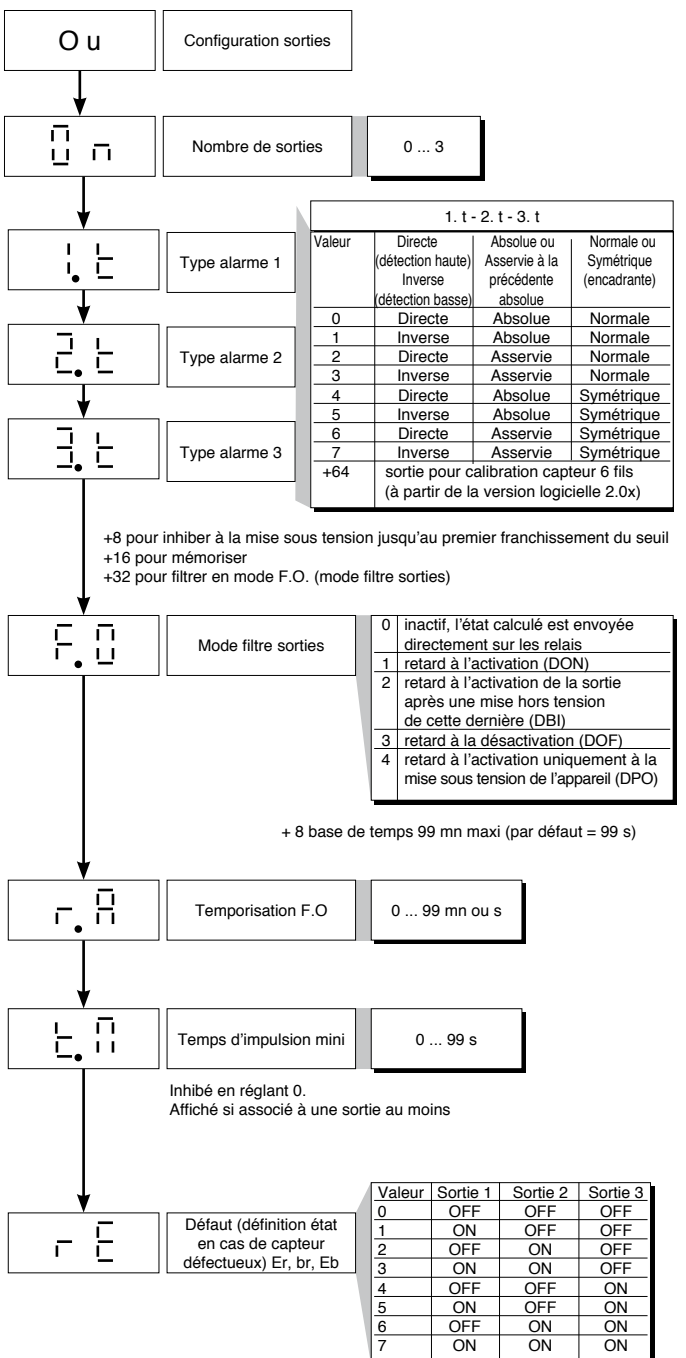 O u
Configuration sorties
0 n
Nombre de sorties
0 ... 3
1. t - 2. t - 3. t
Valeur
Directe
(détection haute)
Inverse
(détection basse)
Absolue ou
Asservie à la
précédente
absolue
Normale ou
Symétrique
(encadrante)
0 Directe Absolue Normale
1 Inverse Absolue Normale
2 Directe Asservie Normale
3 Inverse Asservie Normale
4 Directe Absolue Symétrique
5 Inverse Absolue Symétrique
6 Directe Asservie Symétrique
7 Inverse Asservie Symétrique
+64 sortie pour calibration capteur 6 fils
(à partir de la version logicielle 2.0x)
1.t
Type alarme 1
2.t
Type alarme 2
3.t
Type alarme 3
+8 pour inhiber à la mise sous tension jusqu'au premier franchissement du seuil
+16 pour mémoriser
+32 pour filtrer en mode F.O. (mode filtre sorties)
F.0
Mode filtre sorties
0 inactif, l'état calculé est envoyée
directement sur les relais
1 retard à l'activation (DON)
2 retard à l'activation de la sortie
après une mise hors tension
de cette dernière (DBI)
3 retard à la désactivation (DOF)
4 retard à l'activation uniquement à la
mise sous tension de l'appareil (DPO)
+ 8 base de temps 99 mn maxi (par défaut = 99 s)
r.A
Temporisation F.O
0 ... 99 mn ou s
t.M
Temps d'impulsion mini
0 ... 99 s
Inhibé en réglant 0.
Affiché si associé à une sortie au moins
r E
Défaut (définition état
en cas de capteur
défectueux) Er, br, Eb
Valeur Sortie 1 Sortie 2 Sortie 3
0 OFF OFF OFF
1 ON OFF OFF
2 OFF ON OFF
3 ON ON OFF
4 OFF OFF ON
5 ON OFF ON
6 OFF ON ON
7 ON ON ON